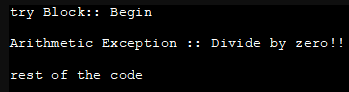 try Block:: Begin
Arithmetic Exception :: Divide by zero!!
rest of the code